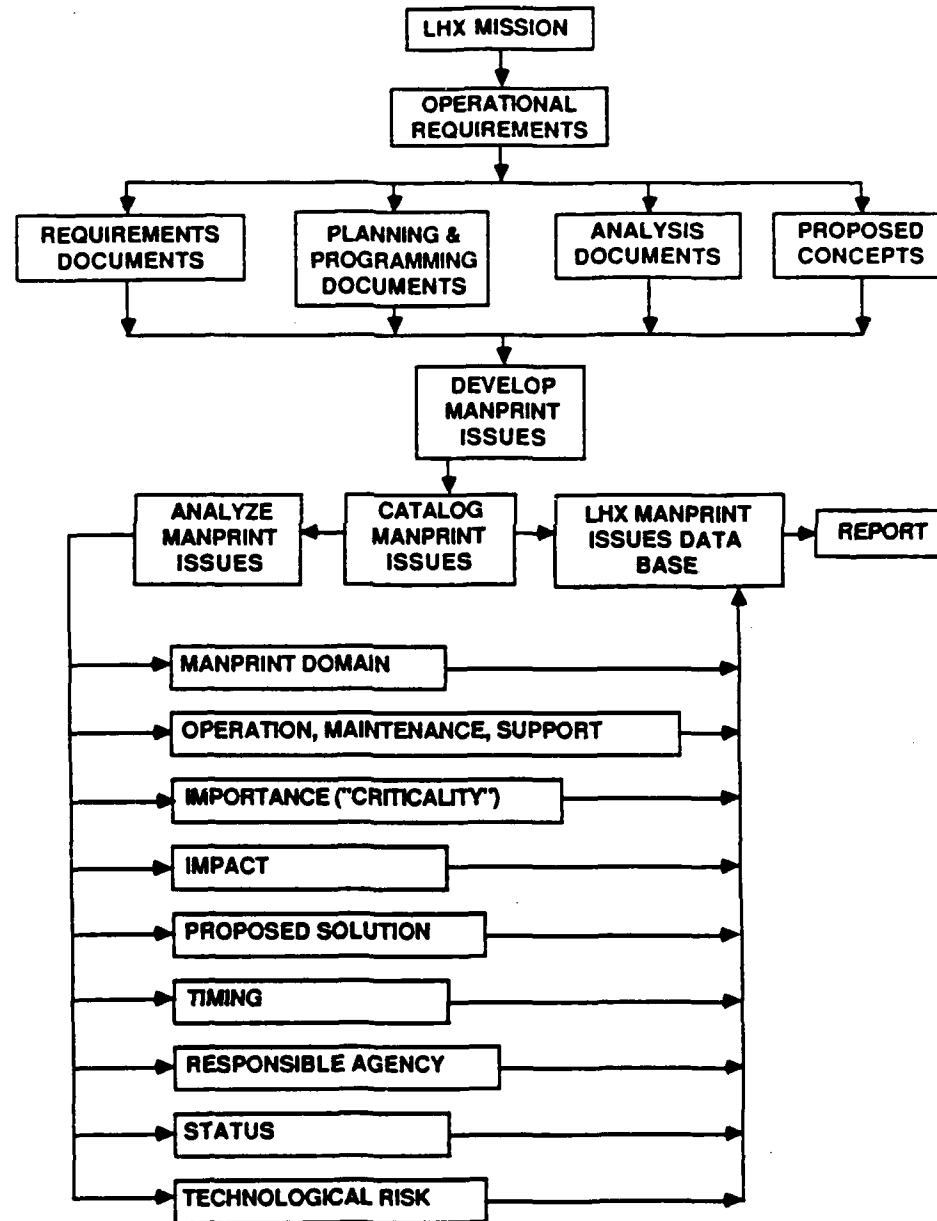 LHX MISSION
OPERATIONAL
REQUIREMENTS
REQUIREMENTS
DOCUMENTS
PLANNING &
PROGRAMMING
DOCUMENTS
ANALYSIS
DOCUMENTS
PROPOSED
CONCEPTS
DEVELOP
MANPRINT
ISSUES
ANALYZE
MANPRINT
ISSUES
CATALOG
MANPRINT
ISSUES
LHX MANPRINT
ISSUES DATA
BASE
REPORT
MANPRINT DOMAIN
OPERATION, MAINTENANCE, SUPPORT
IMPORTANCE ("CRITICALITY")
IMPACT
PROPOSED SOLUTION
TIMING
RESPONSIBLE AGENCY
STATUS
TECHNOLOGICAL RISK